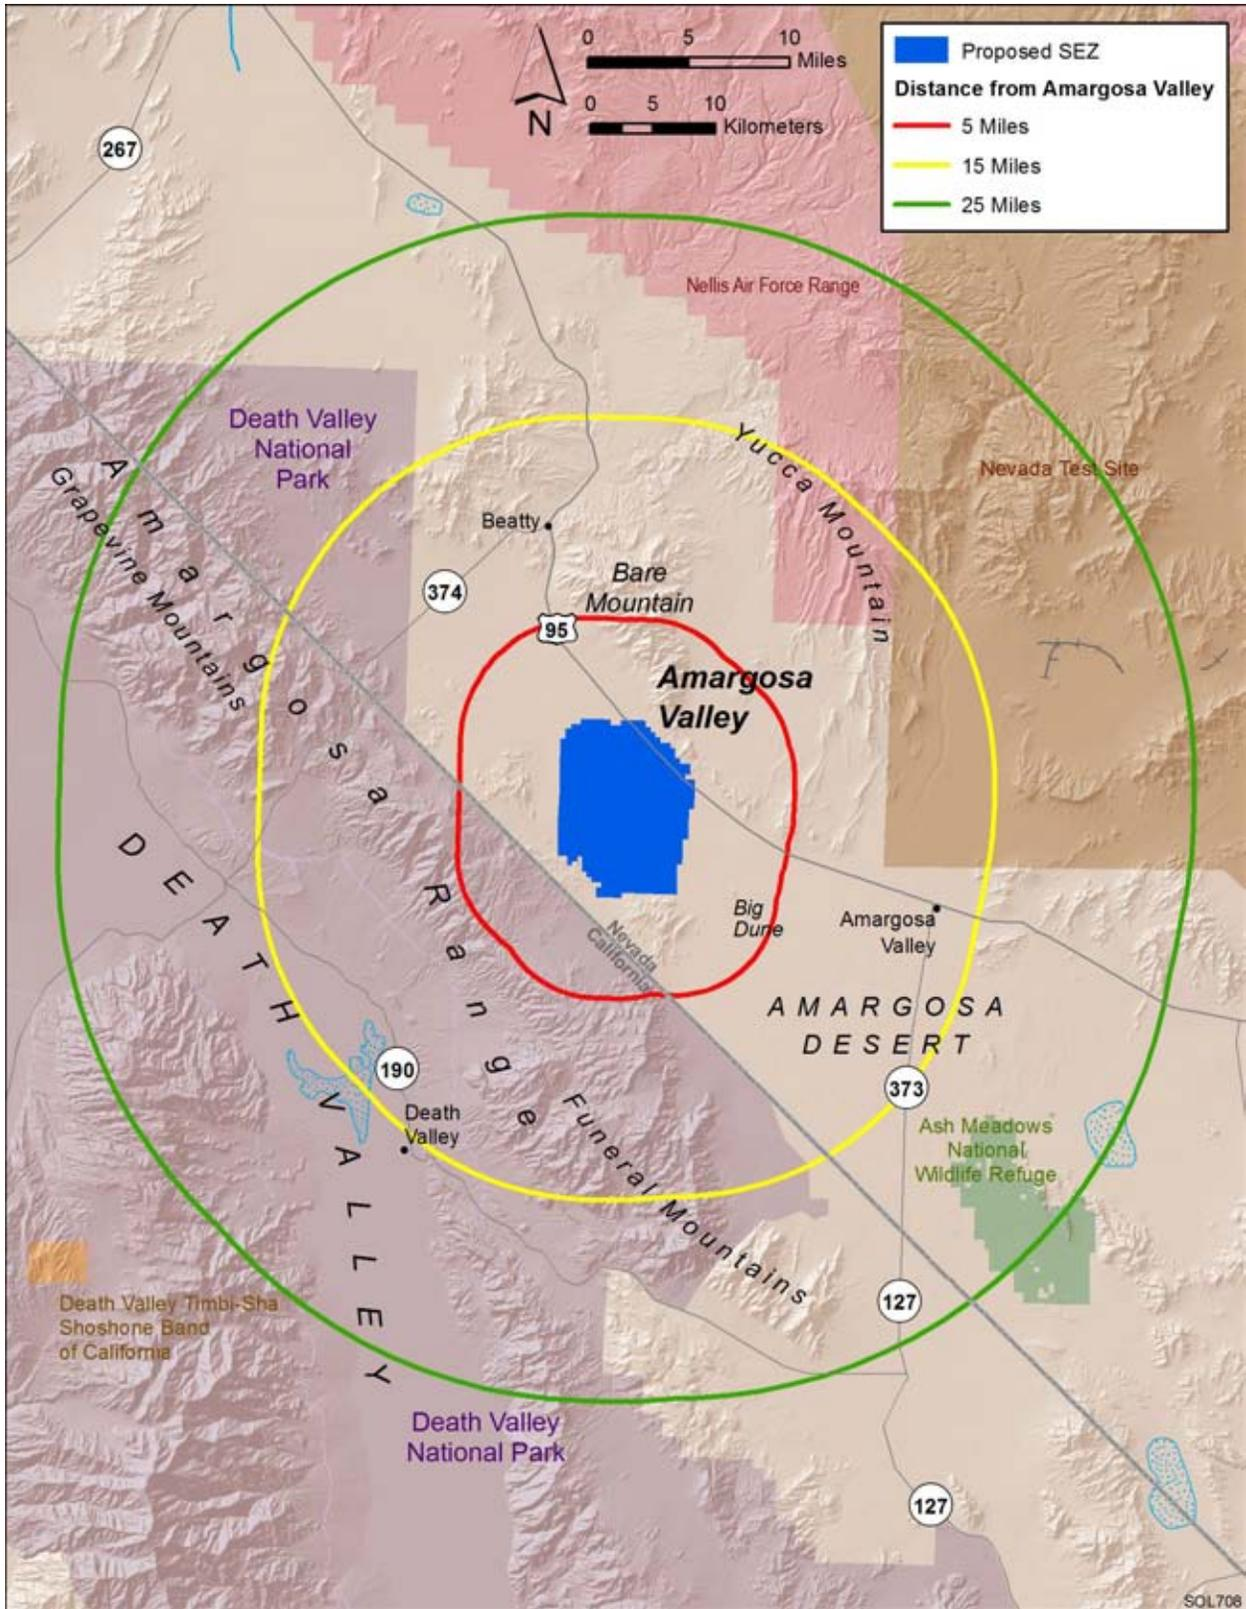 0 5 10
Miles
0 5 10
Kilometers
N
Proposed SEZ
Distance from Amargosa Valley
5 Miles
15 Miles
25 Miles
267
Nellis Air Force Range
Death Valley
National
Park
Yucca Mountain
Nevada Test Site
Amargosa Range
Grapevine Mountains
Beatty
374
Bare
Mountain
95
Amargosa
Valley
DEATH VALLEY
Big
Dune
Amargosa
Valley
Nevada
California
AMARGOSA
DESERT
190
373
Death
Valley
Funeral Mountains
Ash Meadows
National
Wildlife Refuge
127
Death Valley Timbi-Sha
Shoshone Band
of California
Death Valley
National Park
127
SOL708